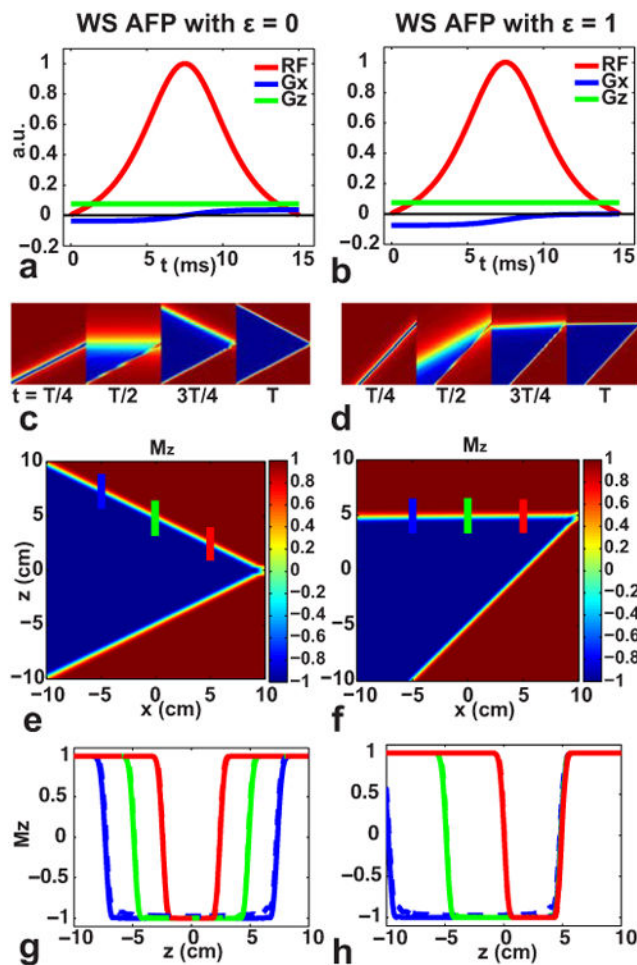 WS AFP with ε = 0
WS AFP with ε = 1
1
0.8
0.6
0.4
0.2
0
−0.2
a.u.
RF
Gx
Gz
0
5
10
15
t (ms)
a
1
0.8
0.6
0.4
0.2
0
−0.2
RF
Gx
Gz
0
5
10
15
t (ms)
b
t = T/4
T/2
3T/4
T
c
T/4
T/2
3T/4
T
d
Mz
10
5
0
−5
−10
z (cm)
−10
−5
0
5
10
x (cm)
1
0.8
0.6
0.4
0.2
0
−0.2
−0.4
−0.6
−0.8
−1
e
Mz
−10
−5
0
5
10
x (cm)
1
0.8
0.6
0.4
0.2
0
−0.2
−0.4
−0.6
−0.8
−1
f
1
0.5
0
−0.5
−1
Mz
−10
−5
0
5
10
z (cm)
g
1
0.5
0
−0.5
−1
−10
−5
0
5
10
z (cm)
h